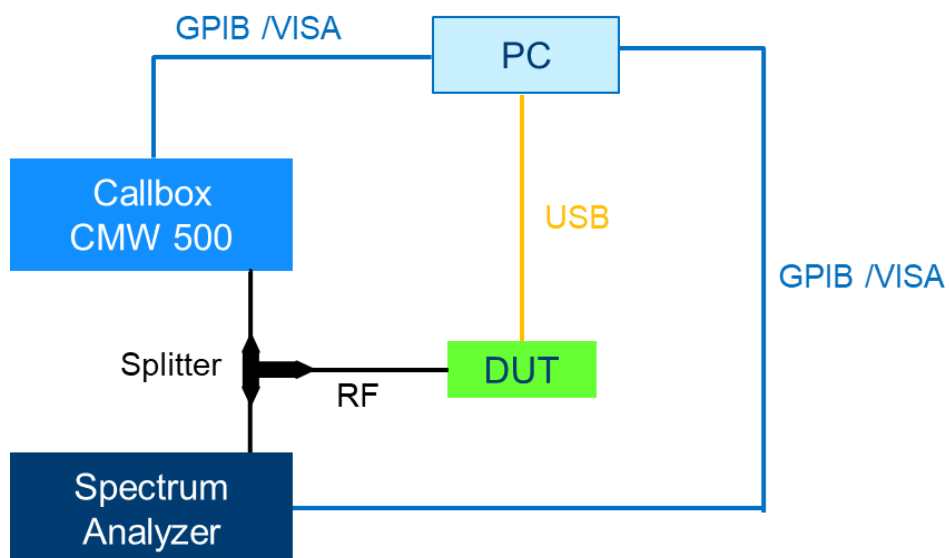 GPIB /VISA
PC
Callbox
CMW 500
USB
GPIB /VISA
Splitter
RF
DUT
Spectrum
Analyzer